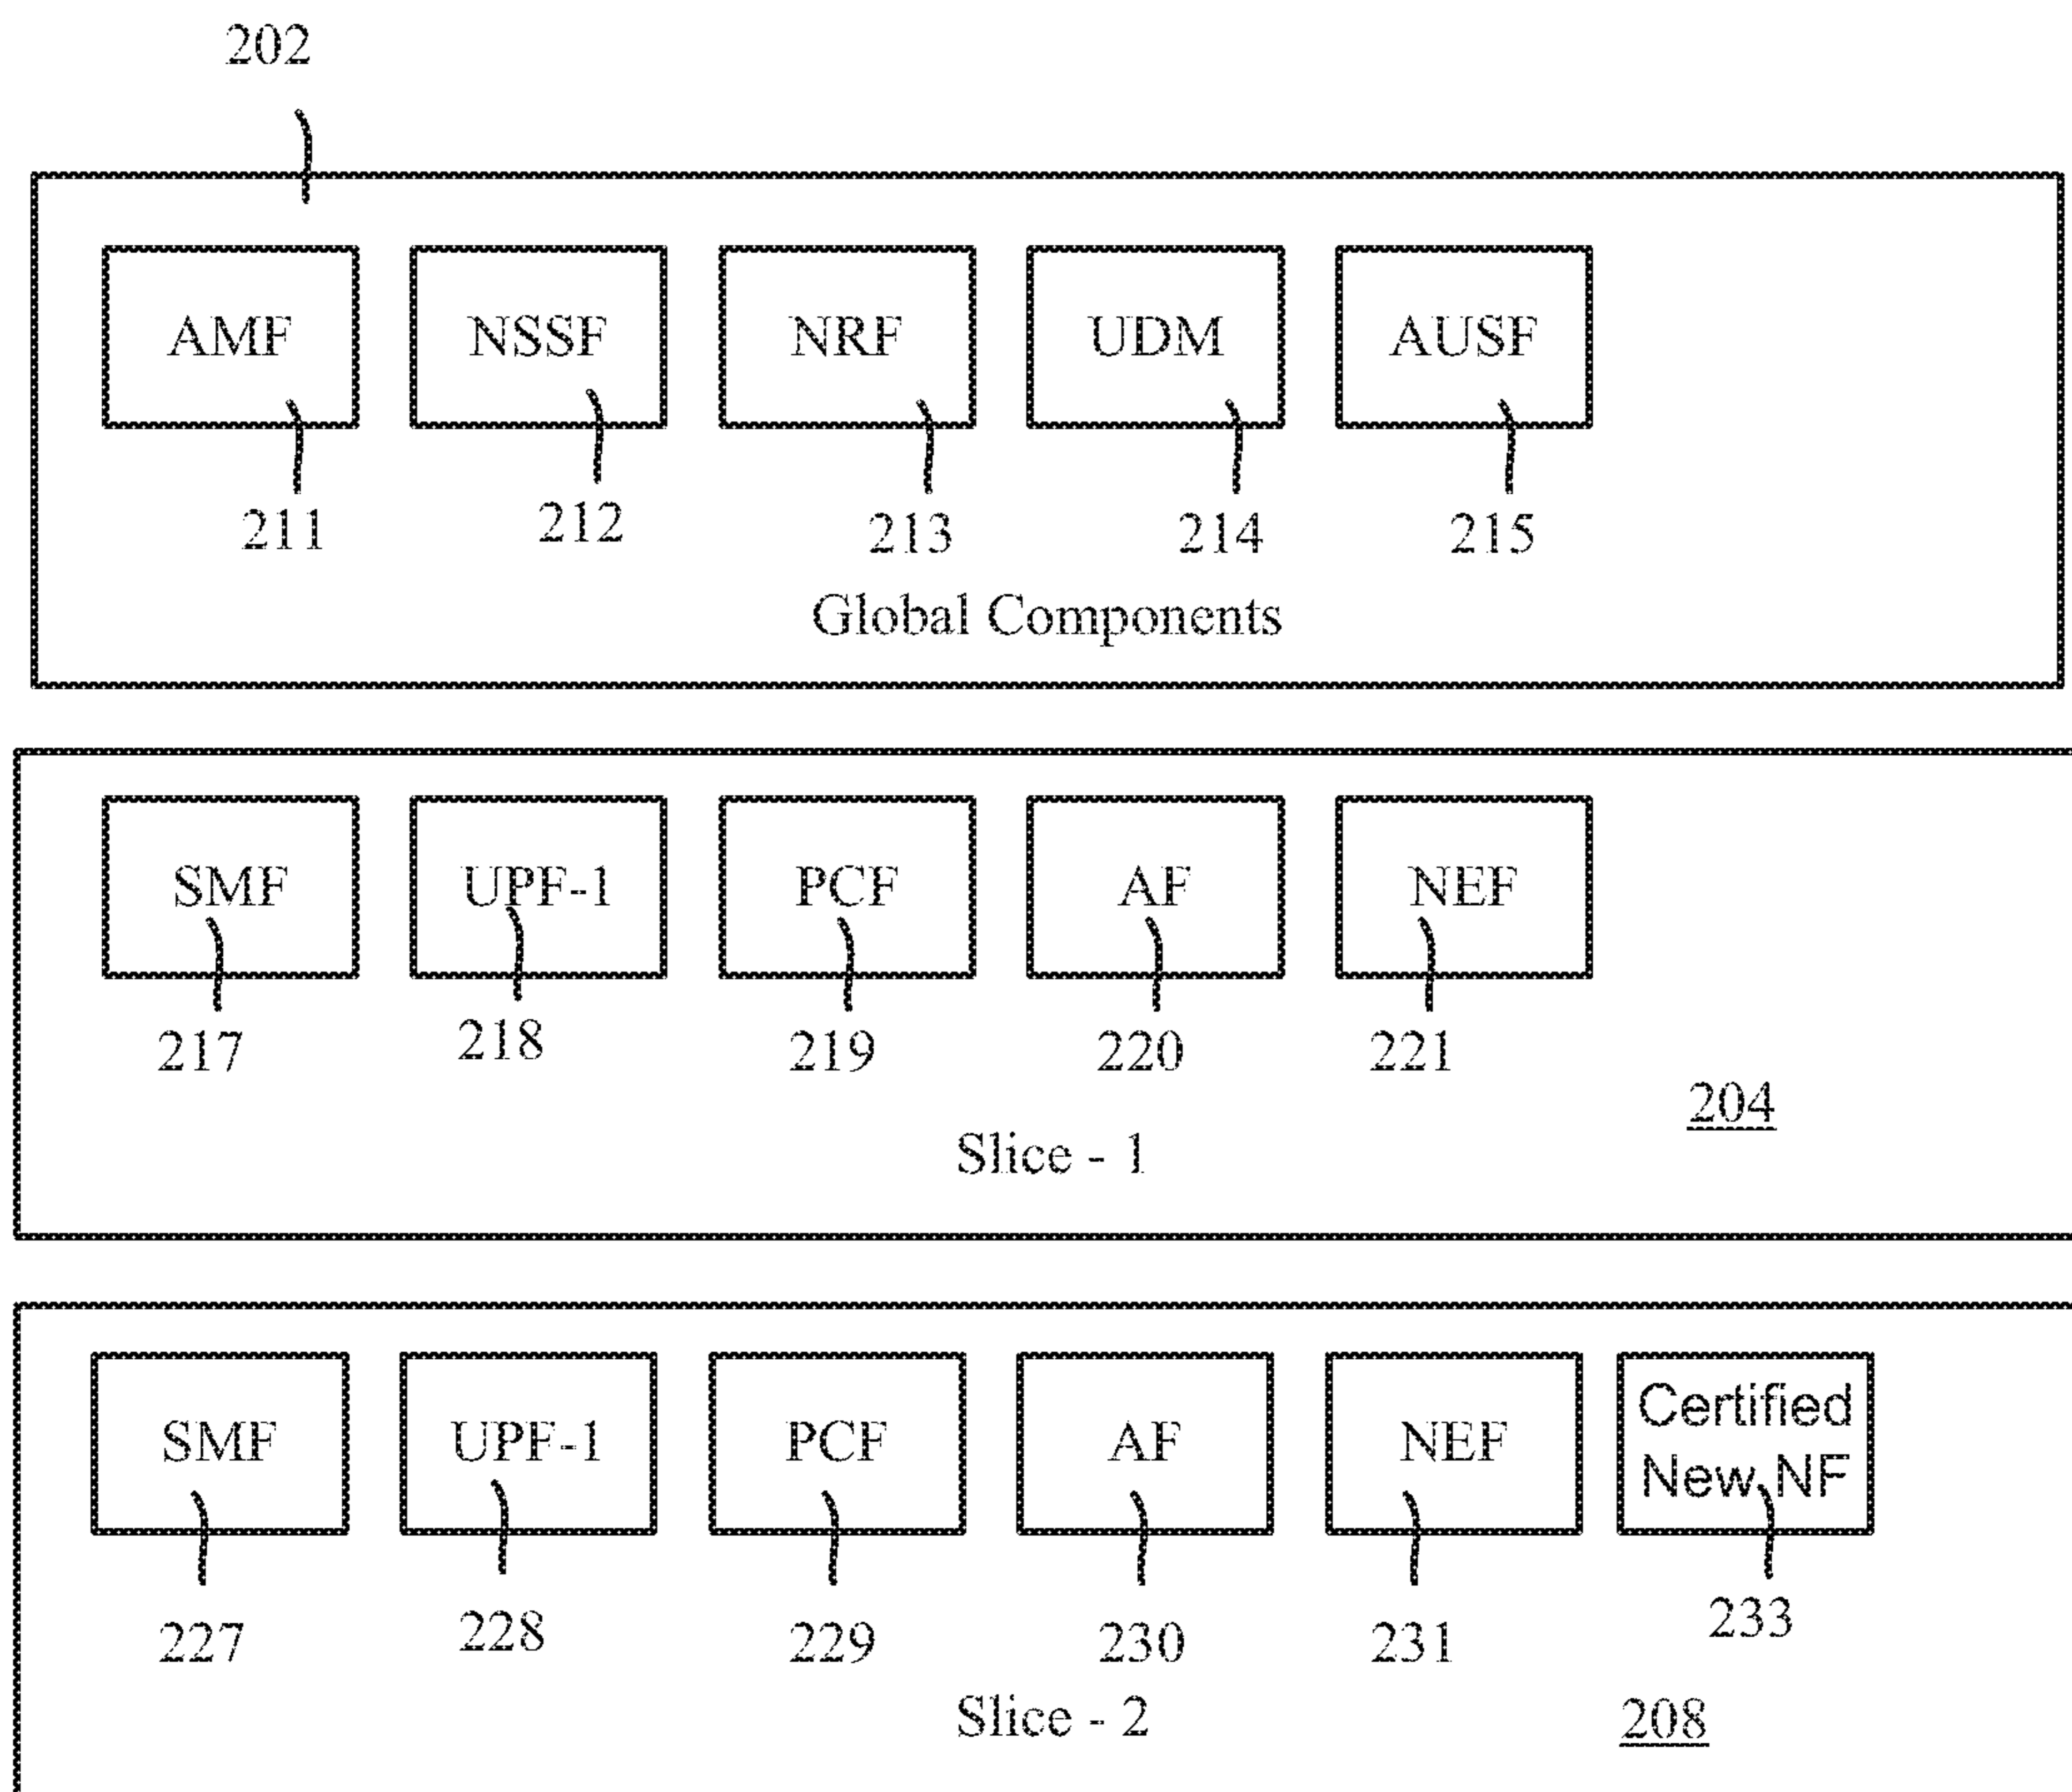 202
AMF NSSF NRF UDM AUSF
211 212 213 214 215
Global Components
SMF UPF-1 PCF AF NEF
217 218 219 220 221
204
Slice - 1
SMF UPF-1 PCF AF NEF Certified
New NF
227 228 229 230 231 233
Slice - 2 208